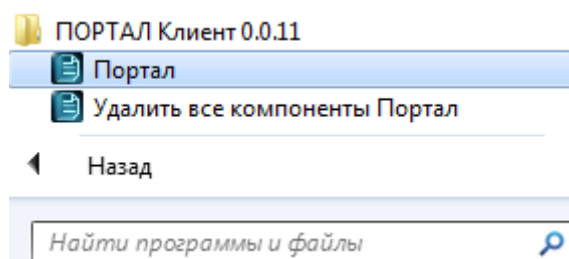 ПОРТАЛ Клиент 0.0.11
Портал
Удалить все компоненты Портал
Назад
Найти программы и файлы